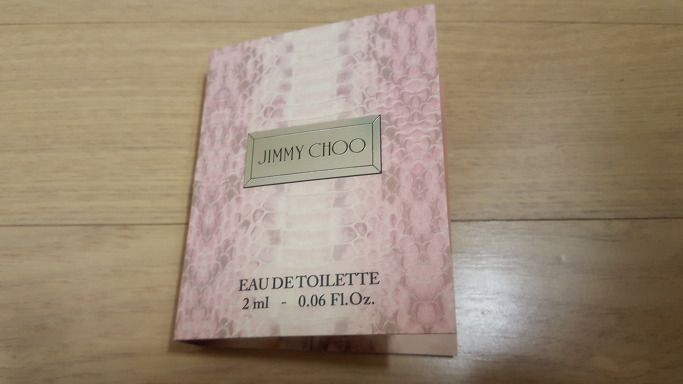 JIMMY CHOO
EAU DE TOILETTE
2 ml - 0.06 Fl.Oz.